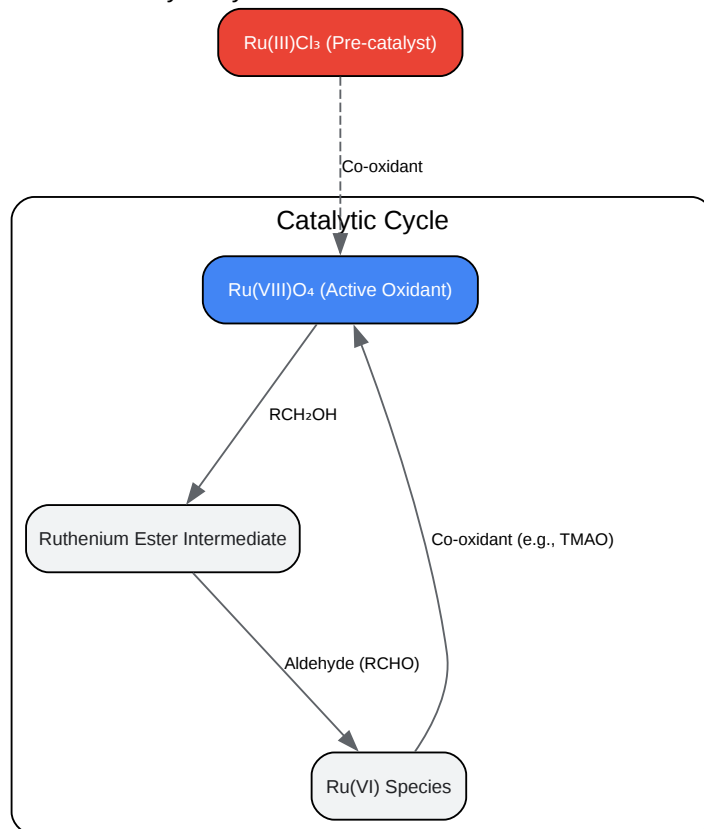 Ru(III)Cl₃ (Pre-catalyst)
Co-oxidant
Catalytic Cycle
Ru(VIII)O₄ (Active Oxidant)
RCH₂OH
Ruthenium Ester Intermediate
Co-oxidant (e.g., TMAO)
Aldehyde (RCHO)
Ru(VI) Species